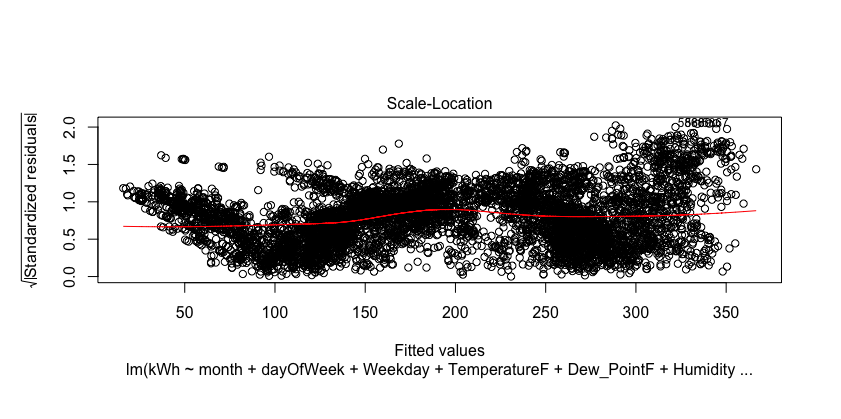 Scale-Location
√|Standardized residuals|
2.0
1.5
1.0
0.5
0.0
50 100 150 200 250 300 350
Fitted values
lm(kWh ~ month + dayOfWeek + Weekday + TemperatureF + Dew_PointF + Humidity ...